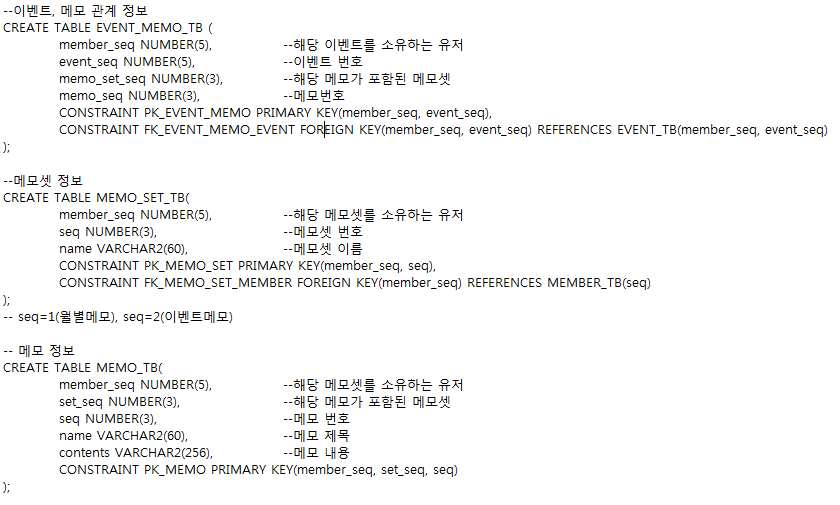 --이벤트, 메모 관계 정보
CREATE TABLE EVENT_MEMO_TB (
member_seq NUMBER(5), --해당 이벤트를 소유하는 유저
event_seq NUMBER(5), --이벤트 번호
memo_set_seq NUMBER(3), --해당 메모가 포함된 메모셋
memo_seq NUMBER(3), --메모번호
CONSTRAINT PK_EVENT_MEMO PRIMARY KEY(member_seq, event_seq),
CONSTRAINT FK_EVENT_MEMO_EVENT FOREIGN KEY(member_seq, event_seq) REFERENCES EVENT_TB(member_seq, event_seq)
);
--메모셋 정보
CREATE TABLE MEMO_SET_TB(
member_seq NUMBER(5), --해당 메모셋를 소유하는 유저
seq NUMBER(3), --메모셋 번호
name VARCHAR2(60), --메모셋 이름
CONSTRAINT PK_MEMO_SET PRIMARY KEY(member_seq, seq),
CONSTRAINT FK_MEMO_SET_MEMBER FOREIGN KEY(member_seq) REFERENCES MEMBER_TB(seq)
);
-- seq=1(월별메모), seq=2(이벤트메모)
-- 메모 정보
CREATE TABLE MEMO_TB(
member_seq NUMBER(5), --해당 메모셋를 소유하는 유저
set_seq NUMBER(3), --해당 메모가 포함된 메모셋
seq NUMBER(3), --메모 번호
name VARCHAR2(60), --메모 제목
contents VARCHAR2(256), --메모 내용
CONSTRAINT PK_MEMO PRIMARY KEY(member_seq, set_seq, seq)
);